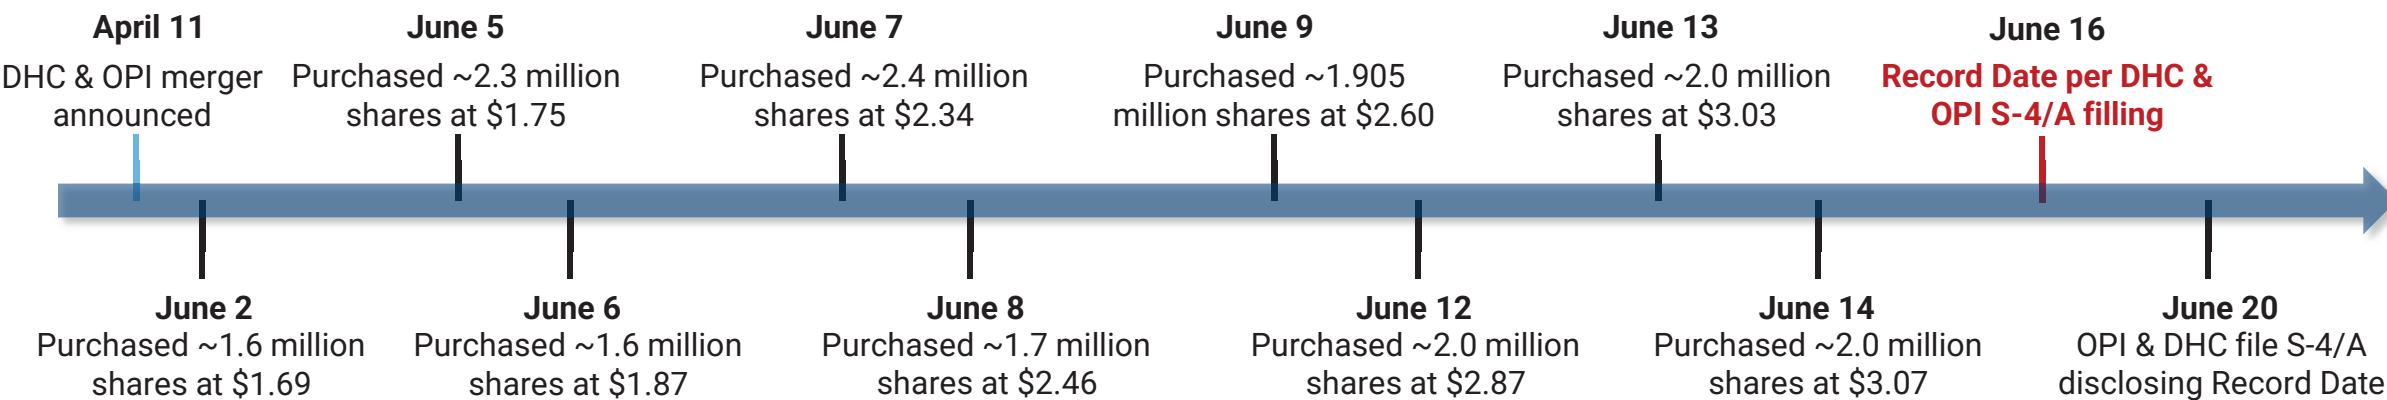 April 11
DHC & OPI merger
announced
June 5
Purchased ~2.3 million
shares at $1.75
June 7
Purchased ~2.4 million
shares at $2.34
June 9
Purchased ~1.905
million shares at $2.60
June 13
Purchased ~2.0 million
shares at $3.03
June 16
Record Date per DHC &
OPI S-4/A filling
June 2
Purchased ~1.6 million
shares at $1.69
June 6
Purchased ~1.6 million
shares at $1.87
June 8
Purchased ~1.7 million
shares at $2.46
June 12
Purchased ~2.0 million
shares at $2.87
June 14
Purchased ~2.0 million
shares at $3.07
June 20
OPI & DHC file S-4/A
disclosing Record Date